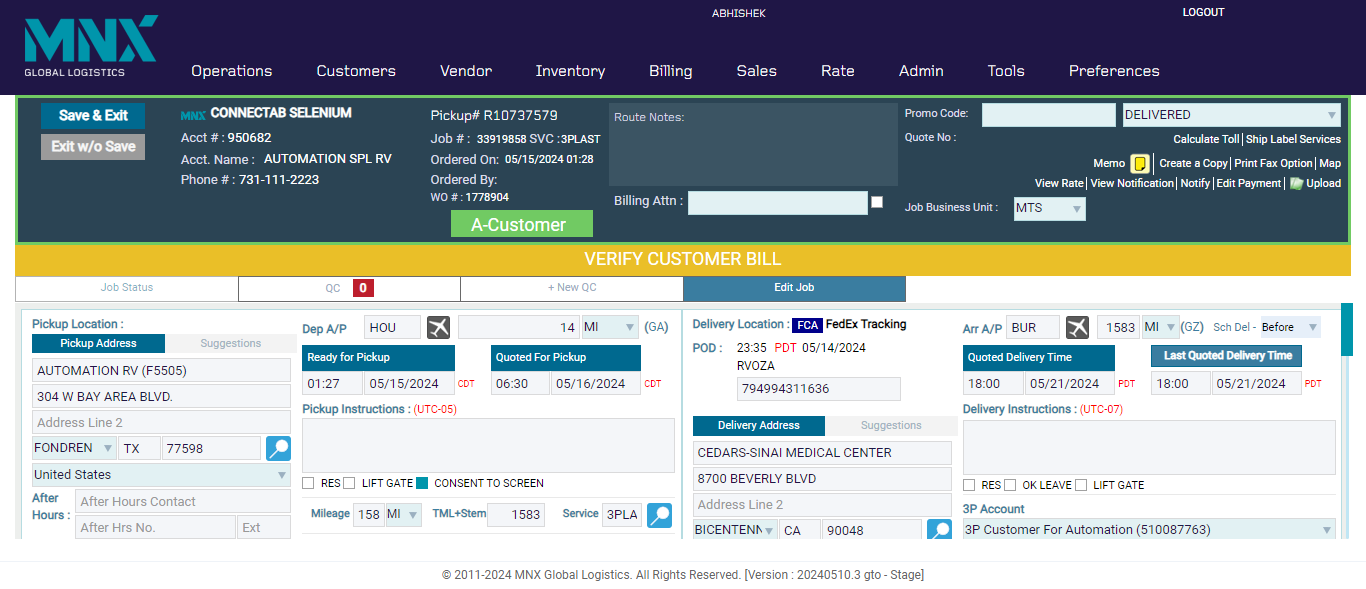 ABHISHEK
LOGOUT
MNX
GLOBAL LOGISTICS
Operations Customers Vendor Inventory Billing Sales Rate Admin Tools Preferences
Save & Exit
Exit w/o Save
MNX CONNECTAB SELENIUM
Acct # : 950682
Acct. Name : AUTOMATION SPL RV
Phone # : 731-111-2223
Pickup# R10737579
Job # : 33919858 SVC :3PLAST
Ordered On: 05/15/2024 01:28
Ordered By:
WO # : 1778904
A-Customer
Route Notes:
Billing Attn :
Promo Code:
DELIVERED
Quote No :
Calculate Toll| Ship Label Services
Memo | Create a Copy| Print Fax Option| Map
View Rate| View Notification| Notify| Edit Payment| Upload
Job Business Unit :
MTS
VERIFY CUSTOMER BILL
Job Status
QC 0
+ New QC
Edit Job
Pickup Location :
Pickup Address
Suggestions
AUTOMATION RV (F5505)
304 W BAY AREA BLVD.
Address Line 2
FONDREN TX 77598
United States
After Hours :
After Hours Contact
After Hrs No.
Ext
Dep A/P HOU 14 MI (GA)
Ready for Pickup
Quoted For Pickup
01:27 05/15/2024 CDT
06:30 05/16/2024 CDT
Pickup Instructions : (UTC-05)
RES LIFT GATE CONSENT TO SCREEN
Mileage 158 MI TML+Stem 1583 Service 3PLA
Delivery Location : FCA FedEx Tracking
POD : 23:35 PDT 05/14/2024
RVOZA
794994311636
Delivery Address
Suggestions
CEDARS-SINAI MEDICAL CENTER
8700 BEVERLY BLVD
Address Line 2
BICENTENN CA 90048
Arr A/P BUR 1583 MI (GZ) Sch Del - Before
Quoted Delivery Time
Last Quoted Delivery Time
18:00 05/21/2024 PDT
18:00 05/21/2024 PDT
Delivery Instructions : (UTC-07)
RES OK LEAVE LIFT GATE
3P Account
3P Customer For Automation (510087763)
© 2011-2024 MNX Global Logistics. All Rights Reserved. [Version : 20240510.3 gto - Stage]